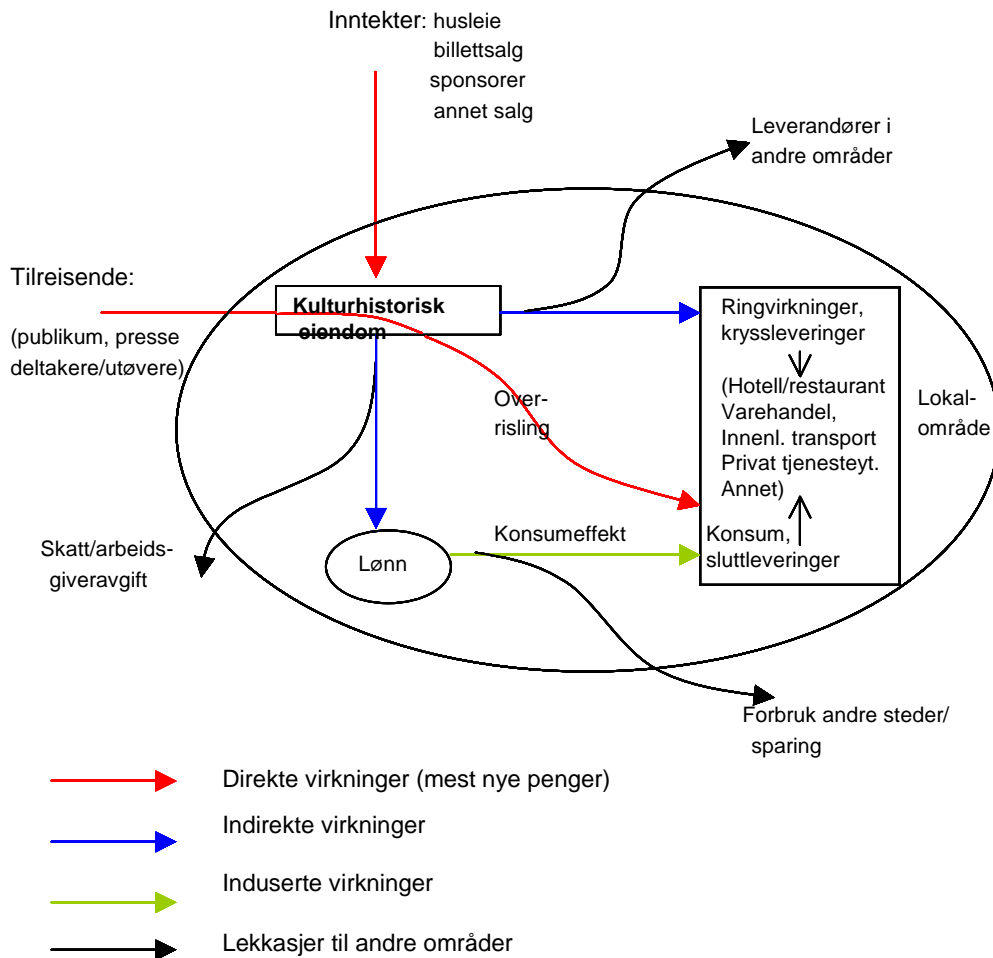 Inntekter: husleie
billettsalg
sponsorer
annet salg
Leverandører i
andre områder
Tilreisende:
(publikum, presse
deltakere/utøvere)
Kulturhistorisk
eiendom
Ringvirkninger,
kryssleveringer
(Hotell/restaurant
Varehandel,
Innenl. transport
Privat tjenesteyt.
Annet)
Konsum,
sluttleveringer
Lokal-
område
Over-
risling
Konsumeffekt
Lønn
Skatt/arbeids-
giveravgift
Forbruk andre steder/
sparing
Direkte virkninger (mest nye penger)
Indirekte virkninger
Induserte virkninger
Lekkasjer til andre områder